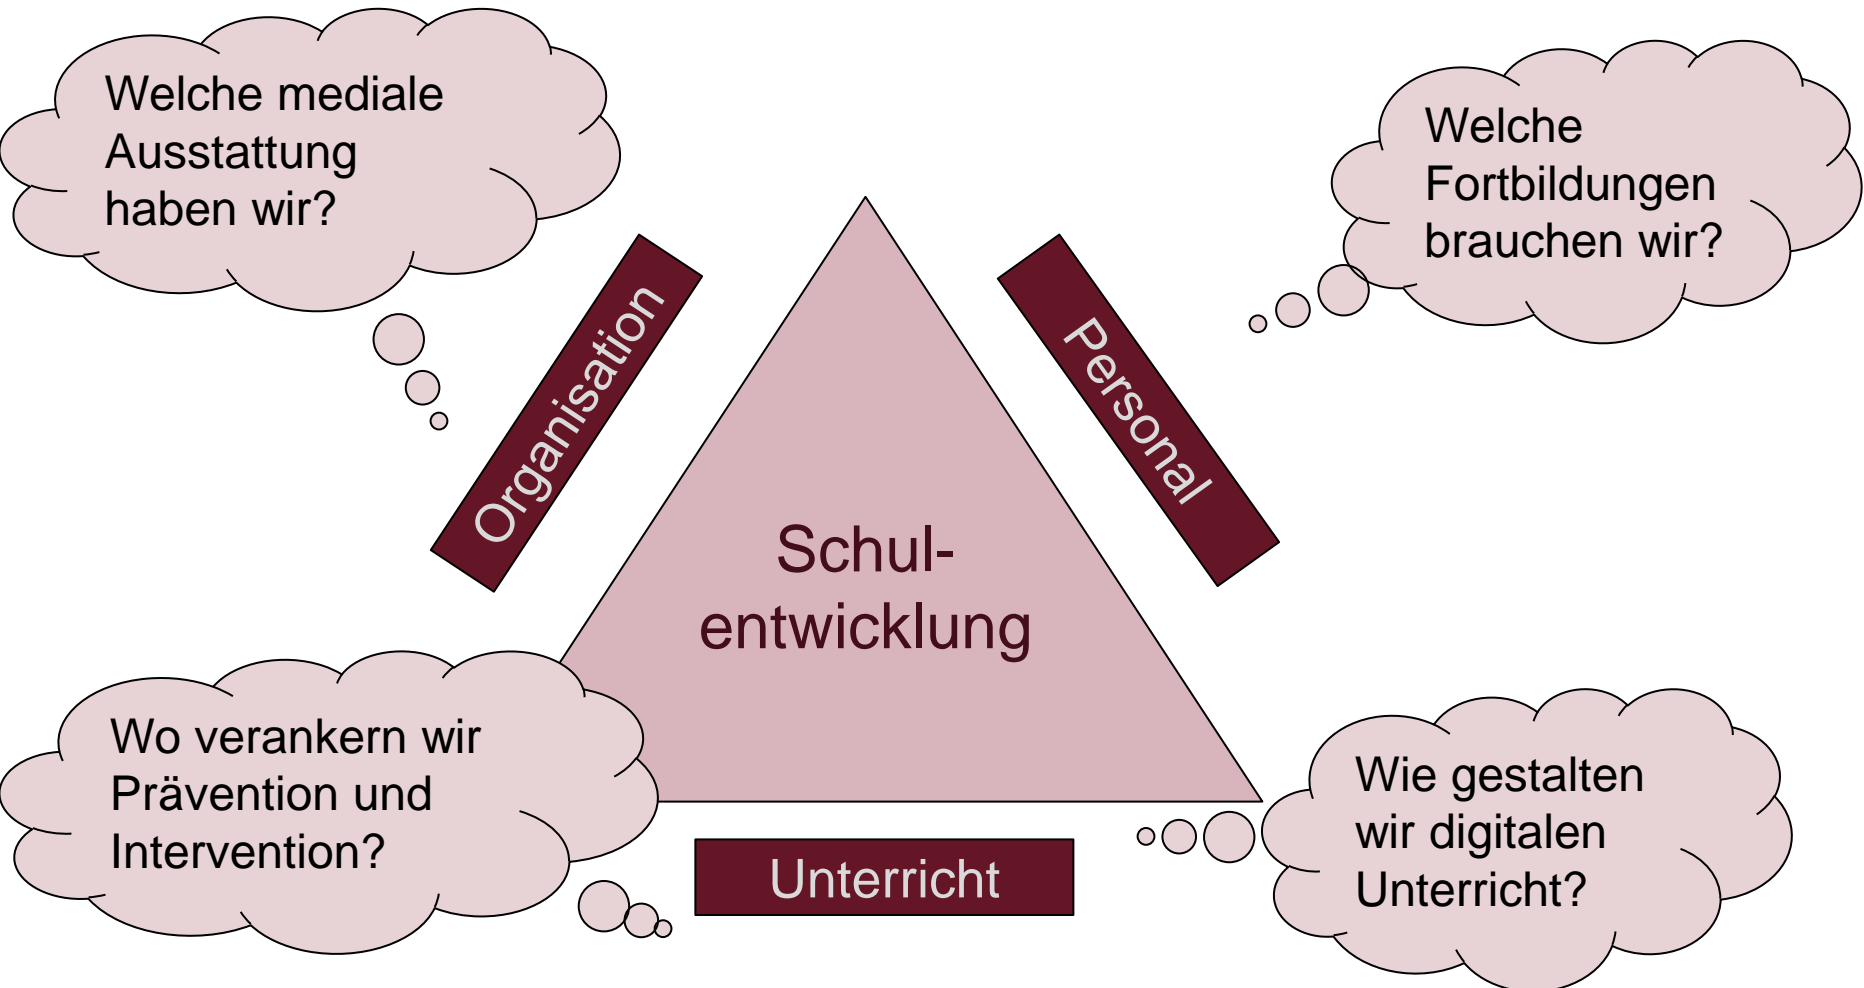 Welche mediale
Ausstattung
haben wir?
Welche
Fortbildungen
brauchen wir?
Organisation
Personal
Schul-
entwicklung
Wo verankern wir
Prävention und
Intervention?
Wie gestalten
wir digitalen
Unterricht?
Unterricht